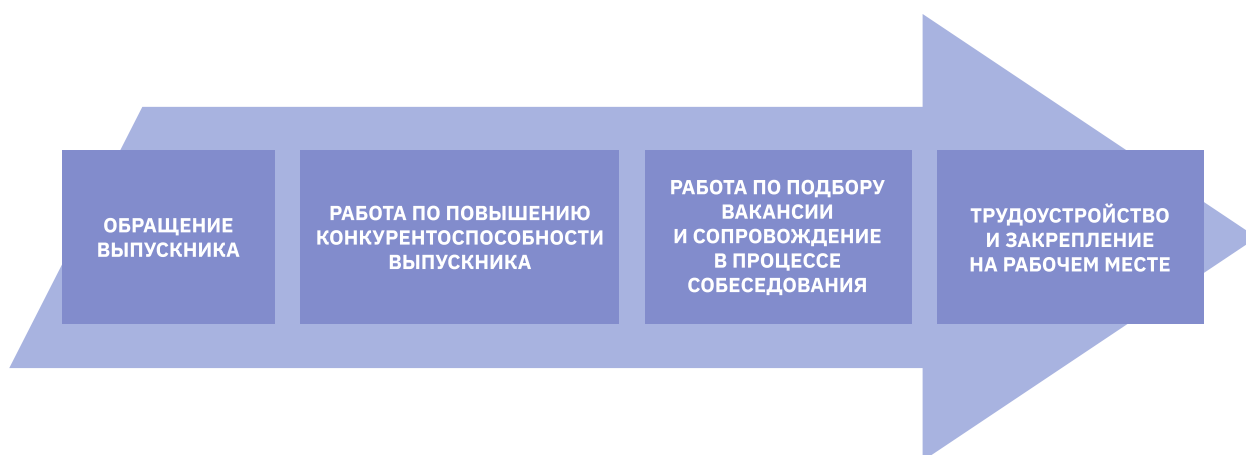 ОБРАЩЕНИЕ
ВЫПУСКНИКА
РАБОТА ПО ПОВЫШЕНИЮ
КОНКУРЕНТОСПОСОБНОСТИ
ВЫПУСКНИКА
РАБОТА ПО ПОДБОРУ
ВАКАНСИИ
И СОПРОВОЖДЕНИЕ
В ПРОЦЕССЕ
СОБЕСЕДОВАНИЯ
ТРУДОУСТРОЙСТВО
И ЗАКРЕПЛЕНИЕ
НА РАБОЧЕМ МЕСТЕ